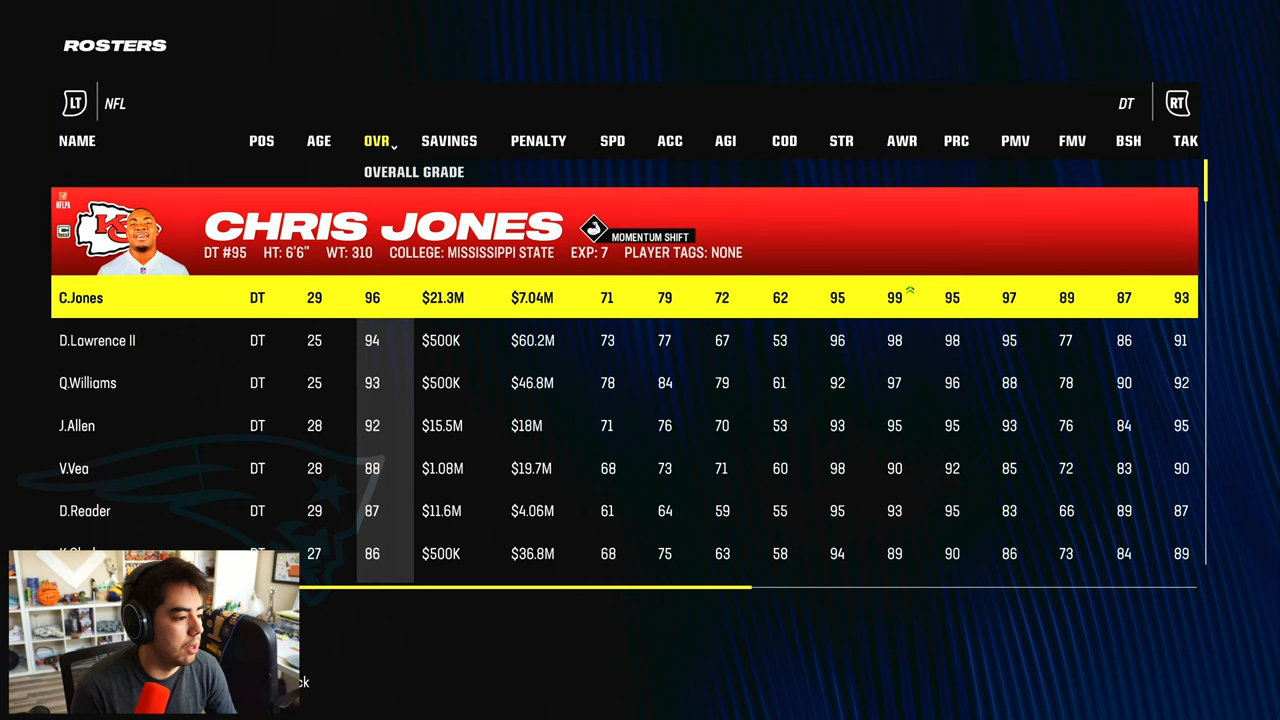 ROSTERS
LT NFL DT RT
NAME POS AGE OVR SAVINGS PENALTY SPD ACC AGI COD STR AWR PRC PMV FMV BSH TAK
OVERALL GRADE
NFLPA
C
KC
CHRIS JONES MOMENTUM SHIFT
DT #95 HT: 6'6" WT: 310 COLLEGE: MISSISSIPPI STATE EXP: 7 PLAYER TAGS: NONE
C.Jones DT 29 96 $21.3M $7.04M 71 79 72 62 95 99 95 97 89 87 93
D.Lawrence II DT 25 94 $500K $60.2M 73 77 67 53 96 98 98 95 77 86 91
Q.Williams DT 25 93 $500K $46.8M 78 84 79 61 92 97 96 88 78 90 92
J.Allen DT 28 92 $15.5M $18M 71 76 70 53 93 95 95 93 76 84 95
V.Vea DT 28 88 $1.08M $19.7M 68 73 71 60 98 90 92 85 72 83 90
D.Reader DT 29 87 $11.6M $4.06M 61 64 59 55 95 93 95 83 66 89 87
27 86 $500K $36.8M 68 75 63 58 94 89 90 86 73 84 89